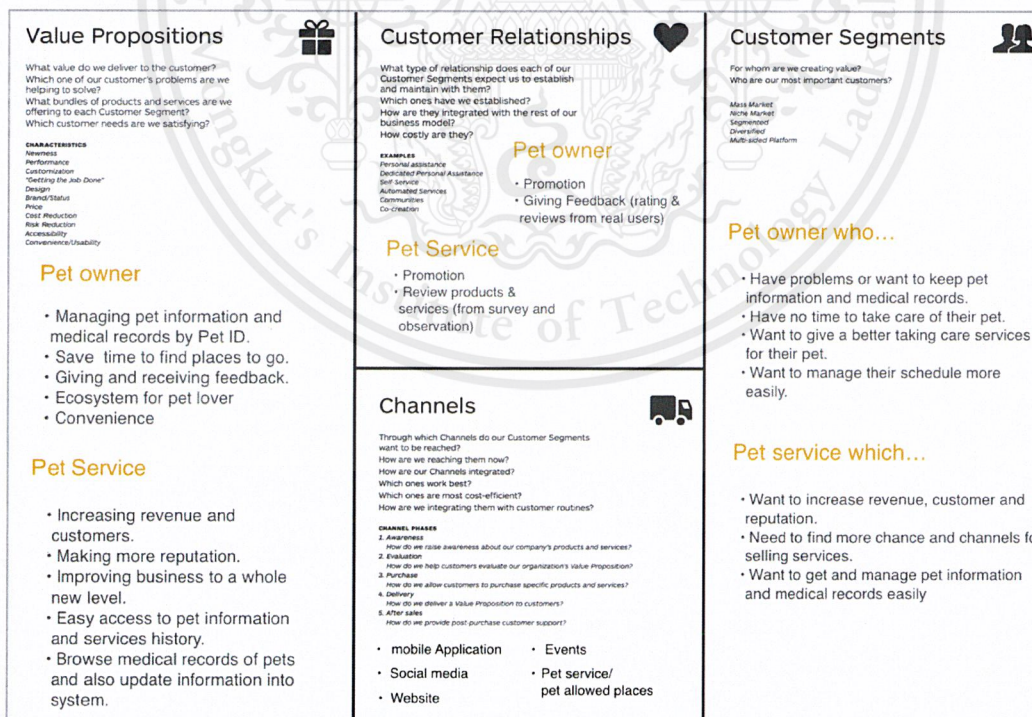 Value Propositions
What value do we deliver to the customer?
Which one of our customer's problems are we
helping to solve?
What bundles of products and services are we
offering to each Customer Segment?
Which customer needs are we satisfying?
CHARACTERISTICS
Newness
Performance
Customization
"Getting the Job Done"
Design
Brand/Status
Price
Cost Reduction
Risk Reduction
Accessibility
Convenience/Usability
Pet owner
• Managing pet information and
medical records by Pet ID.
• Save time to find places to go.
• Giving and receiving feedback.
• Ecosystem for pet lover
• Convenience
Pet Service
• Increasing revenue and
customers.
• Making more reputation.
• Improving business to a whole
new level.
• Easy access to pet information
and services history.
• Browse medical records of pets
and also update information into
system.
Customer Relationships
What type of relationship does each of our
Customer Segments expect us to establish
and maintain with them?
Which ones have we established?
How are they integrated with the rest of our
business model?
How costly are they?
EXAMPLES
Personal assistance
Dedicated Personal Assistance
Self Service
Automated Services
Communities
Co-creation
Pet owner
• Promotion
• Giving Feedback (rating &
reviews from real users)
Pet Service
• Promotion
• Review products &
services (from survey and
observation)
Channels
Through which Channels do our Customer Segments
want to be reached?
How are we reaching them now?
How are our Channels integrated?
Which ones work best?
Which ones are most cost-efficient?
How are we integrating them with customer routines?
CHANNEL PHASES
1. Awareness
How do we raise awareness about our company's products and services?
2. Evaluation
How do we help customers evaluate our organization's Value Proposition?
3. Purchase
How do we allow customers to purchase specific products and services?
4. Delivery
How do we deliver a Value Proposition to customers?
5. After sales
How do we provide post-purchase customer support?
• mobile Application
• Social media
• Website
• Events
• Pet service/
pet allowed places
Customer Segments
For whom are we creating value?
Who are our most important customers?
Mass Market
Niche Market
Segmented
Diversified
Multi-sided Platform
Pet owner who...
• Have problems or want to keep pet
information and medical records.
• Have no time to take care of their pet.
• Want to give a better taking care services
for their pet.
• Want to manage their schedule more
easily.
Pet service which...
• Want to increase revenue, customer and
reputation.
• Need to find more chance and channels
selling services.
• Want to get and manage pet information
and medical records easily
ngkut's Institute of Technology